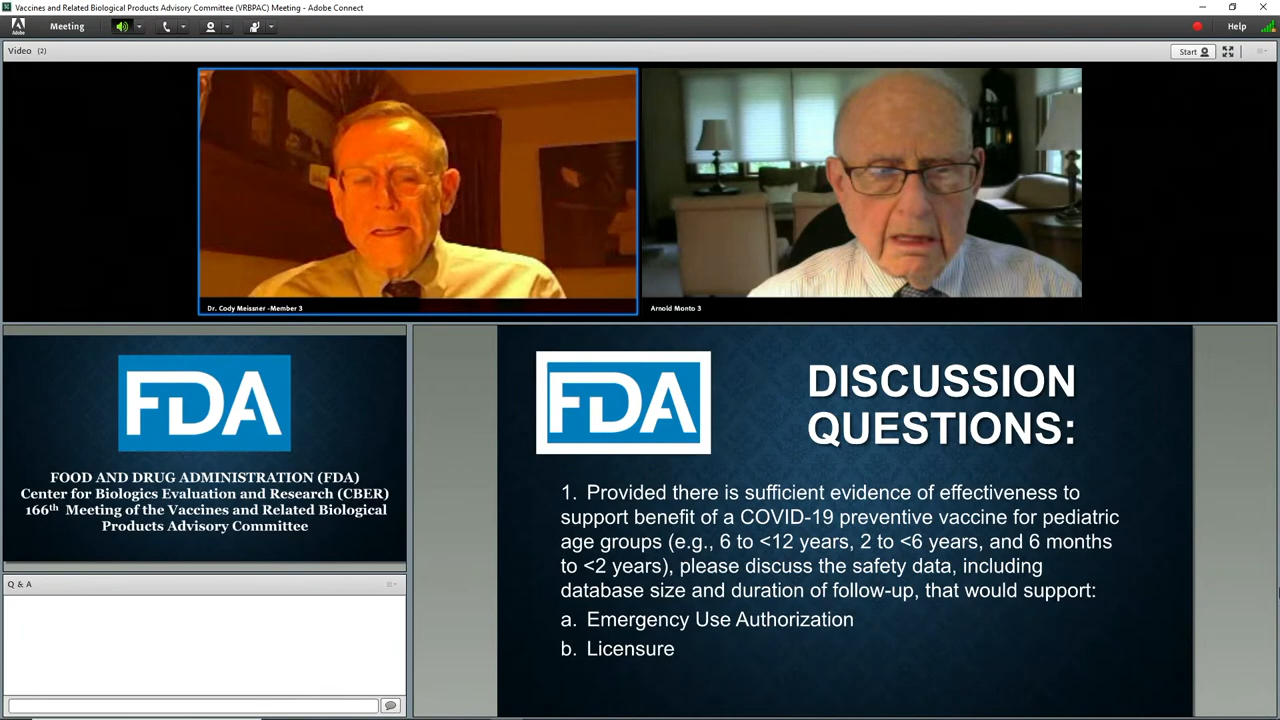 Vaccines and Related Biological Products Advisory Committee (VRBPAC) Meeting - Adobe Connect
Adobe
Meeting
Help
Video (2)
Start
Dr. Cody Meissner -Member 3
Arnold Monto 3
FDA
FOOD AND DRUG ADMINISTRATION (FDA)
Center for Biologics Evaluation and Research (CBER)
166th Meeting of the Vaccines and Related Biological
Products Advisory Committee
Q & A
FDA
DISCUSSION
QUESTIONS:
1. Provided there is sufficient evidence of effectiveness to
support benefit of a COVID-19 preventive vaccine for pediatric
age groups (e.g., 6 to <12 years, 2 to <6 years, and 6 months
to <2 years), please discuss the safety data, including
database size and duration of follow-up, that would support:
a. Emergency Use Authorization
b. Licensure